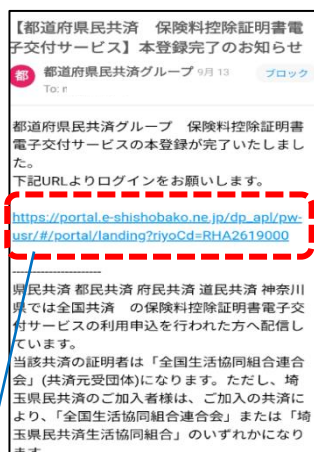 【都道府県民共済　保険料控除証明書電
子交付サービス】本登録完了のお知らせ
都
都道府県民共済グループ 9月 13
ブロック
To:
都道府県民共済グループ　保険料控除証明書
電子交付サービスの本登録が完了いたしまし
た。
下記URLよりログインをお願いします。
https://portal.e-shishobako.ne.jp/dp_apl/pw-
usr/#/portal/landing?riyoCd=RHA2619000
--------------------
県民共済 都民共済 府民共済 道民共済 神奈川
県では全国共済　の保険料控除証明書電子交
付サービスの利用申込を行われた方へ配信し
ています。
当該共済の証明者は「全国生活協同組合連合
会」(共済元受団体)になります。ただし、埼
玉県民共済のご加入者様は、ご加入の共済に
より、「全国生活協同組合連合会」または「埼
玉県民共済生活協同組合」のいずれかになり
ます。